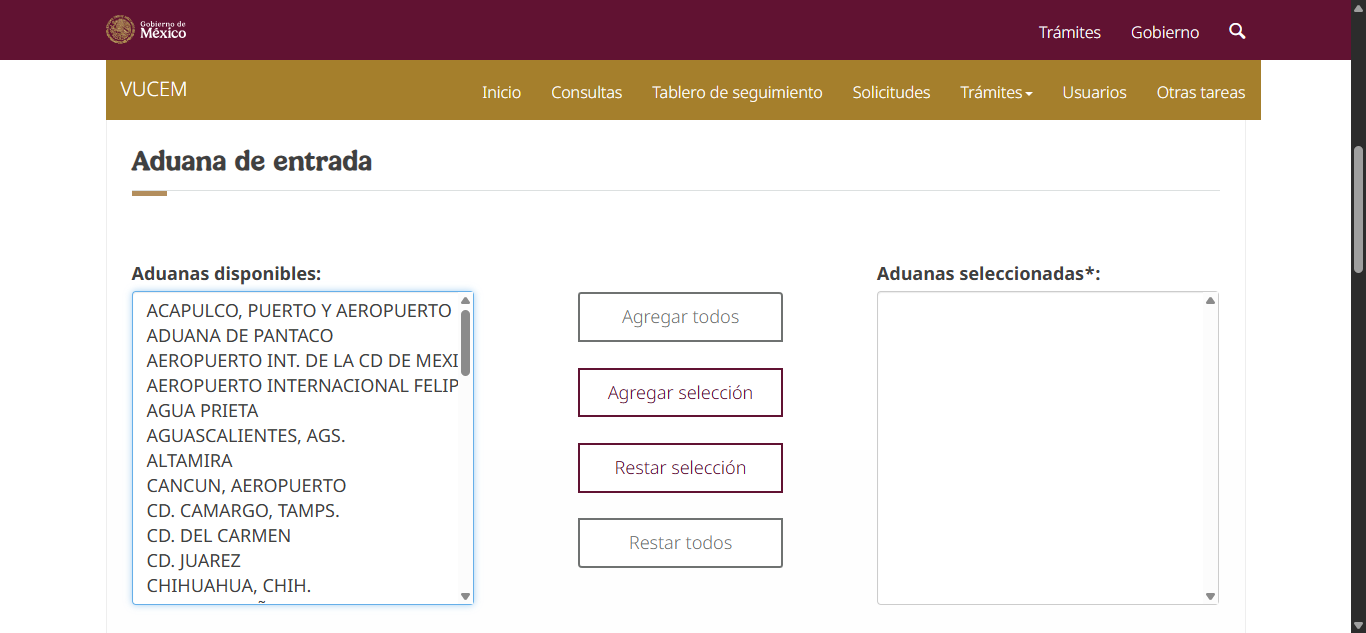 Gobierno de
México
Trámites
Gobierno
VUCEM
Inicio
Consultas
Tablero de seguimiento
Solicitudes
Trámites
Usuarios
Otras tareas
Aduana de entrada
Aduanas disponibles:
ACAPULCO, PUERTO Y AEROPUERTO
ADUANA DE PANTACO
AEROPUERTO INT. DE LA CD DE MEXI
AEROPUERTO INTERNACIONAL FELIP
AGUA PRIETA
AGUASCALIENTES, AGS.
ALTAMIRA
CANCUN, AEROPUERTO
CD. CAMARGO, TAMPS.
CD. DEL CARMEN
CD. JUAREZ
CHIHUAHUA, CHIH.
Agregar todos
Agregar selección
Restar selección
Restar todos
Aduanas seleccionadas*: